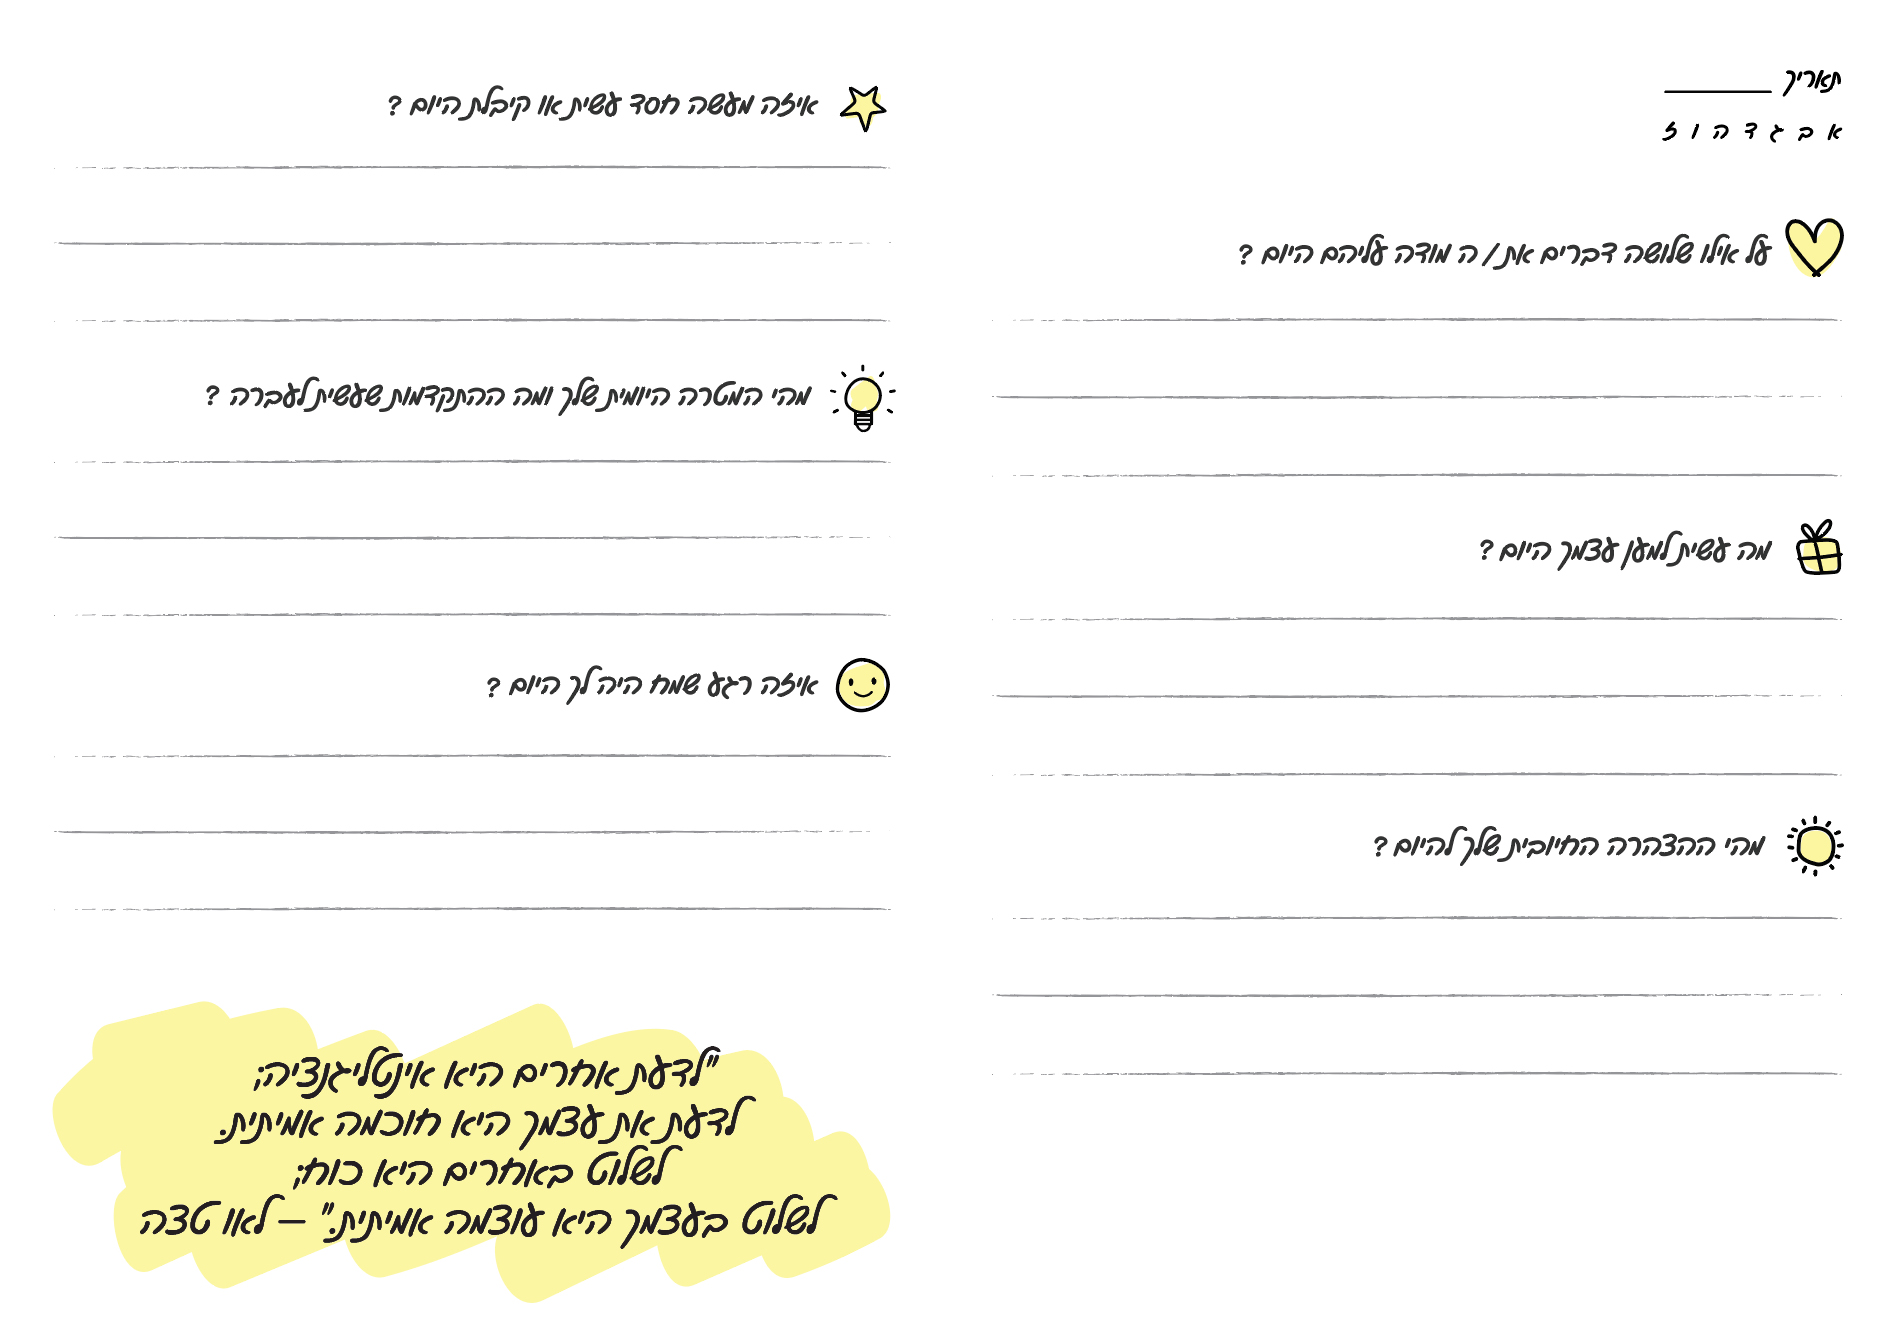 תאריך ________
א ב ג ד ה ו ז
על אילו שלושה דברים את / ה מודה עליהם היום ?
מה עשית למען עצמך היום ?
מהי ההצהרה החיובית שלך להיום ?
איזה מעשה חסד עשית או קיבלת היום ?
מהי המטרה היומית שלך ומה ההתקדמות שעשית לעברה ?
איזה רגע שמח היה לך היום ?
"לדעת אחרים היא אינטליגנציה;
לדעת את עצמך היא חוכמה אמיתית.
לשלוט באחרים היא כוח;
לשלוט בעצמך היא עוצמה אמיתית." – לאו טצה